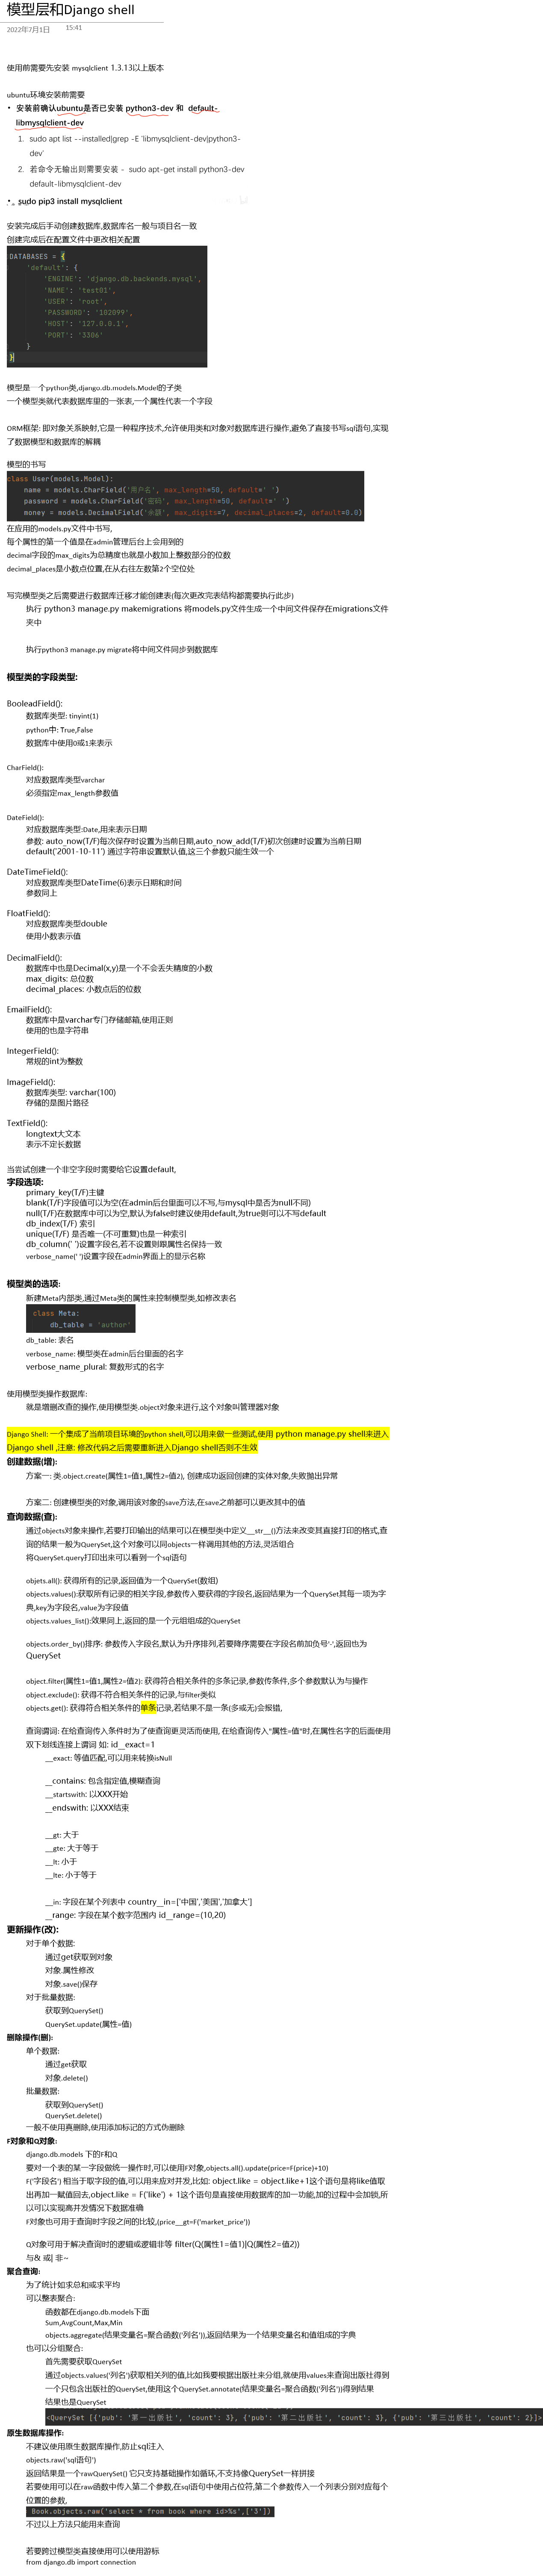 模型层和Django shell
2022年7月1日 15:41
使用前需要先安装 mysqlclient 1.3.13以上版本
ubuntu环境安装前需要
• 安装前确认ubuntu是否已安装 python3-dev 和 default-
libmysqlclient-dev
1. sudo apt list --installed|grep -E 'libmysqlclient-dev|python3-
dev'
2. 若命令无输出则需要安装 - sudo apt-get install python3-dev
default-libmysqlclient-dev
• sudo pip3 install mysqlclient
安装完成后手动创建数据库,数据库名一般与项目名一致
创建完成后在配置文件中更改相关配置
DATABASES = {
'default': {
'ENGINE': 'django.db.backends.mysql',
'NAME': 'test01',
'USER': 'root',
'PASSWORD': '102099',
'HOST': '127.0.0.1',
'PORT': '3306'
}
}
模型是一个python类,django.db.models.Model的子类
一个模型类就代表数据库里的一张表,一个属性代表一个字段
ORM框架: 即对象关系映射,它是一种程序技术,允许使用类和对象对数据库进行操作,避免了直接书写sql语句,实现
了数据模型和数据库的解耦
模型的书写
class User(models.Model):
name = models.CharField('用户名', max_length=50, default=' ')
password = models.CharField('密码', max_length=50, default=' ')
money = models.DecimalField('余额', max_digits=7, decimal_places=2, default=0.0)
在应用的models.py文件中书写,
每个属性的第一个值是在admin管理后台上会用到的
decimal字段的max_digits为总精度也就是小数加上整数部分的位数
decimal_places是小数点位置,在从右往左数第2个空位处
写完模型类之后需要进行数据库迁移才能创建表(每次更改完表结构都需要执行此步)
执行 python3 manage.py makemigrations 将models.py文件生成一个中间文件保存在migrations文件
夹中
执行python3 manage.py migrate将中间文件同步到数据库
模型类的字段类型:
BooleadField():
数据库类型: tinyint(1)
python中: True,False
数据库中使用0或1来表示
CharField():
对应数据库类型varchar
必须指定max_length参数值
DateField():
对应数据库类型:Date,用来表示日期
参数: auto_now(T/F)每次保存时设置为当前日期,auto_now_add(T/F)初次创建时设置为当前日期
default('2001-10-11') 通过字符串设置默认值,这三个参数只能生效一个
DateTimeField():
对应数据库类型DateTime(6)表示日期和时间
参数同上
FloatField():
对应数据库类型double
使用小数表示值
DecimalField():
数据库中也是Decimal(x,y)是一个不会丢失精度的小数
max_digits: 总位数
decimal_places: 小数点后的位数
EmailField():
数据库中是varchar专门存储邮箱,使用正则
使用的也是字符串
IntegerField():
常规的int为整数
ImageField():
数据库类型: varchar(100)
存储的是图片路径
TextField():
longtext大文本
表示不定长数据
当尝试创建一个非空字段时需要给它设置default,
字段选项:
primary_key(T/F)主键
blank(T/F)字段值可以为空(在admin后台里面可以不写,与mysql中是否为null不同)
null(T/F)在数据库中可以为空,默认为false时建议使用default,为true则可以不写default
db_index(T/F) 索引
unique(T/F) 是否唯一(不可重复)也是一种索引
db_column(' ')设置字段名,若不设置则跟属性名保持一致
verbose_name(' ')设置字段在admin界面上的显示名称
模型类的选项:
新建Meta内部类,通过Meta类的属性来控制模型类,如修改表名
class Meta:
db_table = 'author'
db_table: 表名
verbose_name: 模型类在admin后台里面的名字
verbose_name_plural: 复数形式的名字
使用模型类操作数据库:
就是增删改查的操作,使用模型类.object对象来进行,这个对象叫管理器对象
Django Shell: 一个集成了当前项目环境的python shell,可以用来做一些测试,使用 python manage.py shell来进入
Django shell ,注意: 修改代码之后需要重新进入Django shell否则不生效
创建数据(增):
方案一: 类.object.create(属性1=值1,属性2=值2), 创建成功返回创建的实体对象,失败抛出异常
方案二: 创建模型类的对象,调用该对象的save方法,在save之前都可以更改其中的值
查询数据(查):
通过objects对象来操作,若要打印输出的结果可以在模型类中定义__str__()方法来改变其直接打印的格式,查
询的结果一般为QuerySet,这个对象可以同objects一样调用其他的方法,灵活组合
将QuerySet.query打印出来可以看到一个sql语句
objets.all(): 获得所有的记录,返回值为一个QuerySet(数组)
objects.values():获取所有记录的相关字段,参数传入要获得的字段名,返回结果为一个QuerySet其每一项为字
典,key为字段名,value为字段值
objects.values_list():效果同上,返回的是一个元组组成的QuerySet
objects.order_by()排序: 参数传入字段名,默认为升序排列,若要降序需要在字段名前加负号'-',返回也为
QuerySet
object.filter(属性1=值1,属性2=值2): 获得符合相关条件的多条记录,参数传条件,多个参数默认为与操作
object.exclude(): 获得不符合相关条件的记录,与filter类似
objects.get(): 获得符合相关条件的单条记录,若结果不是一条(多或无)会报错,
查询谓词: 在给查询传入条件时为了使查询更灵活而使用, 在给查询传入"属性=值"时,在属性名字的后面使用
双下划线连接上谓词 如: id__exact=1
__exact: 等值匹配,可以用来转换isNull
__contains: 包含指定值,模糊查询
__startswith: 以XXX开始
__endswith: 以XXX结束
__gt: 大于
__gte: 大于等于
__lt: 小于
__lte: 小于等于
__in: 字段在某个列表中 country__in=['中国','美国','加拿大']
__range: 字段在某个数字范围内 id__range=(10,20)
更新操作(改):
对于单个数据:
通过get获取到对象
对象.属性修改
对象.save()保存
对于批量数据:
获取到QuerySet()
QuerySet.update(属性=值)
删除操作(删):
单个数据:
通过get获取
对象.delete()
批量数据:
获取到QuerySet()
QuerySet.delete()
一般不使用真删除,使用添加标记的方式伪删除
F对象和Q对象:
django.db.models 下的F和Q
要对一个表的某一字段做统一操作时,可以使用F对象,objects.all().update(price=F(price)+10)
F('字段名') 相当于取字段的值,可以用来应对并发,比如: object.like = object.like+1这个语句是将like值取
出再加一赋值回去,object.like = F('like') + 1这个语句是直接使用数据库的加一功能,加的过程中会加锁,所
以可以实现高并发情况下数据准确
F对象也可用于查询时字段之间的比较,(price__gt=F('market_price'))
Q对象可用于解决查询时的逻辑或逻辑非等 filter(Q(属性1=值1)|Q(属性2=值2))
与& 或| 非~
聚合查询:
为了统计如求总和或求平均
可以整表聚合:
函数都在django.db.models下面
Sum,AvgCount,Max,Min
objects.aggregate(结果变量名=聚合函数('列名')),返回结果为一个结果变量名和值组成的字典
也可以分组聚合:
首先需要获取QuerySet
通过objects.values('列名')获取相关列的值,比如我要根据出版社来分组,就使用values来查询出版社得到
一个只包含出版社的QuerySet,使用这个QuerySet.annotate(结果变量名=聚合函数('列名'))得到结果
结果也是QuerySet
<QuerySet [{'pub': '第一出版社', 'count': 3}, {'pub': '第二出版社', 'count': 3}, {'pub': '第三出版社', 'count': 2}]>
原生数据库操作:
不建议使用原生数据库操作,防止sql注入
objects.raw('sql语句')
返回结果是一个rawQuerySet() 它只支持基础操作如循环,不支持像QuerySet一样拼接
若要使用可以在raw函数中传入第二个参数,在sql语句中使用占位符,第二个参数传入一个列表分别对应每个
位置的参数,
Book.objects.raw('select * from book where id>%s',['3'])
不过以上方法只能用来查询
若要跨过模型类直接使用可以使用游标
from django.db import connection